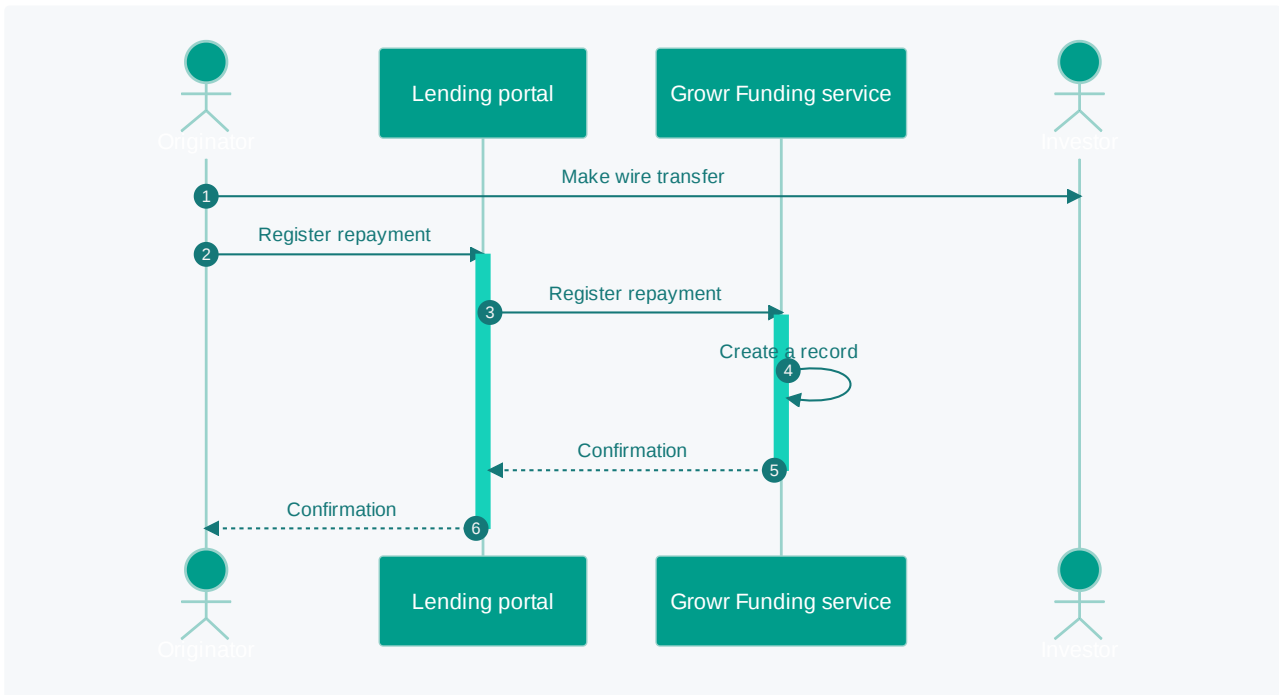 Originator
Lending portal
Growr Funding service
Investor
Make wire transfer
1
Register repayment
2
Register repayment
3
Create a record
4
Confirmation
5
Confirmation
6
Lending portal
Growr Funding service
Originator
Investor